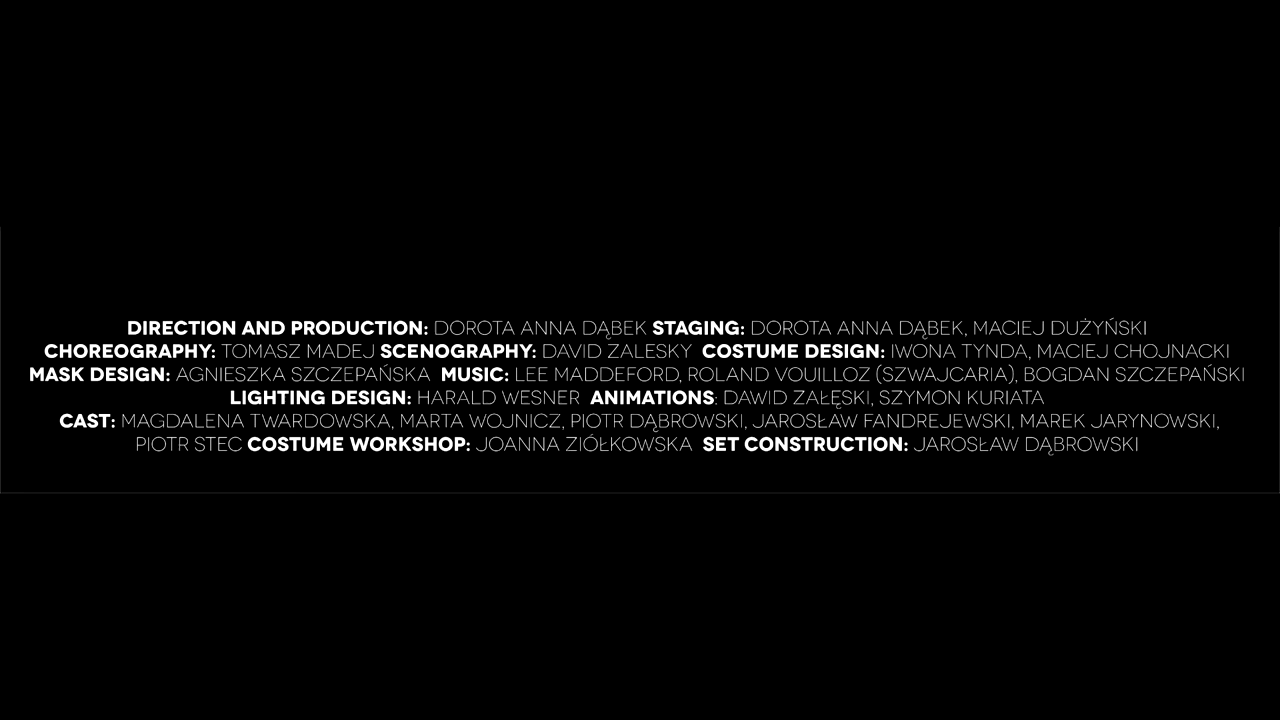 DIRECTION AND PRODUCTION: DOROTA ANNA DĄBEK STAGING: DOROTA ANNA DĄBEK, MACIEJ DUŻYŃSKI
CHOREOGRAPHY: TOMASZ MADEJ SCENOGRAPHY: DAVID ZALESKY COSTUME DESIGN: IWONA TYNDA, MACIEJ CHOJNACKI
MASK DESIGN: AGNIESZKA SZCZEPAŃSKA MUSIC: LEE MADDEFORD, ROLAND VOUILLOZ (SZWAJCARIA), BOGDAN SZCZEPAŃSKI
LIGHTING DESIGN: HARALD WESNER ANIMATIONS: DAWID ZAŁĘSKI, SZYMON KURIATA
CAST: MAGDALENA TWARDOWSKA, MARTA WOJNICZ, PIOTR DĄBROWSKI, JAROSŁAW FANDREJEWSKI, MAREK JARYNOWSKI,
PIOTR STEC COSTUME WORKSHOP: JOANNA ZIÓŁKOWSKA SET CONSTRUCTION: JAROSŁAW DĄBROWSKI